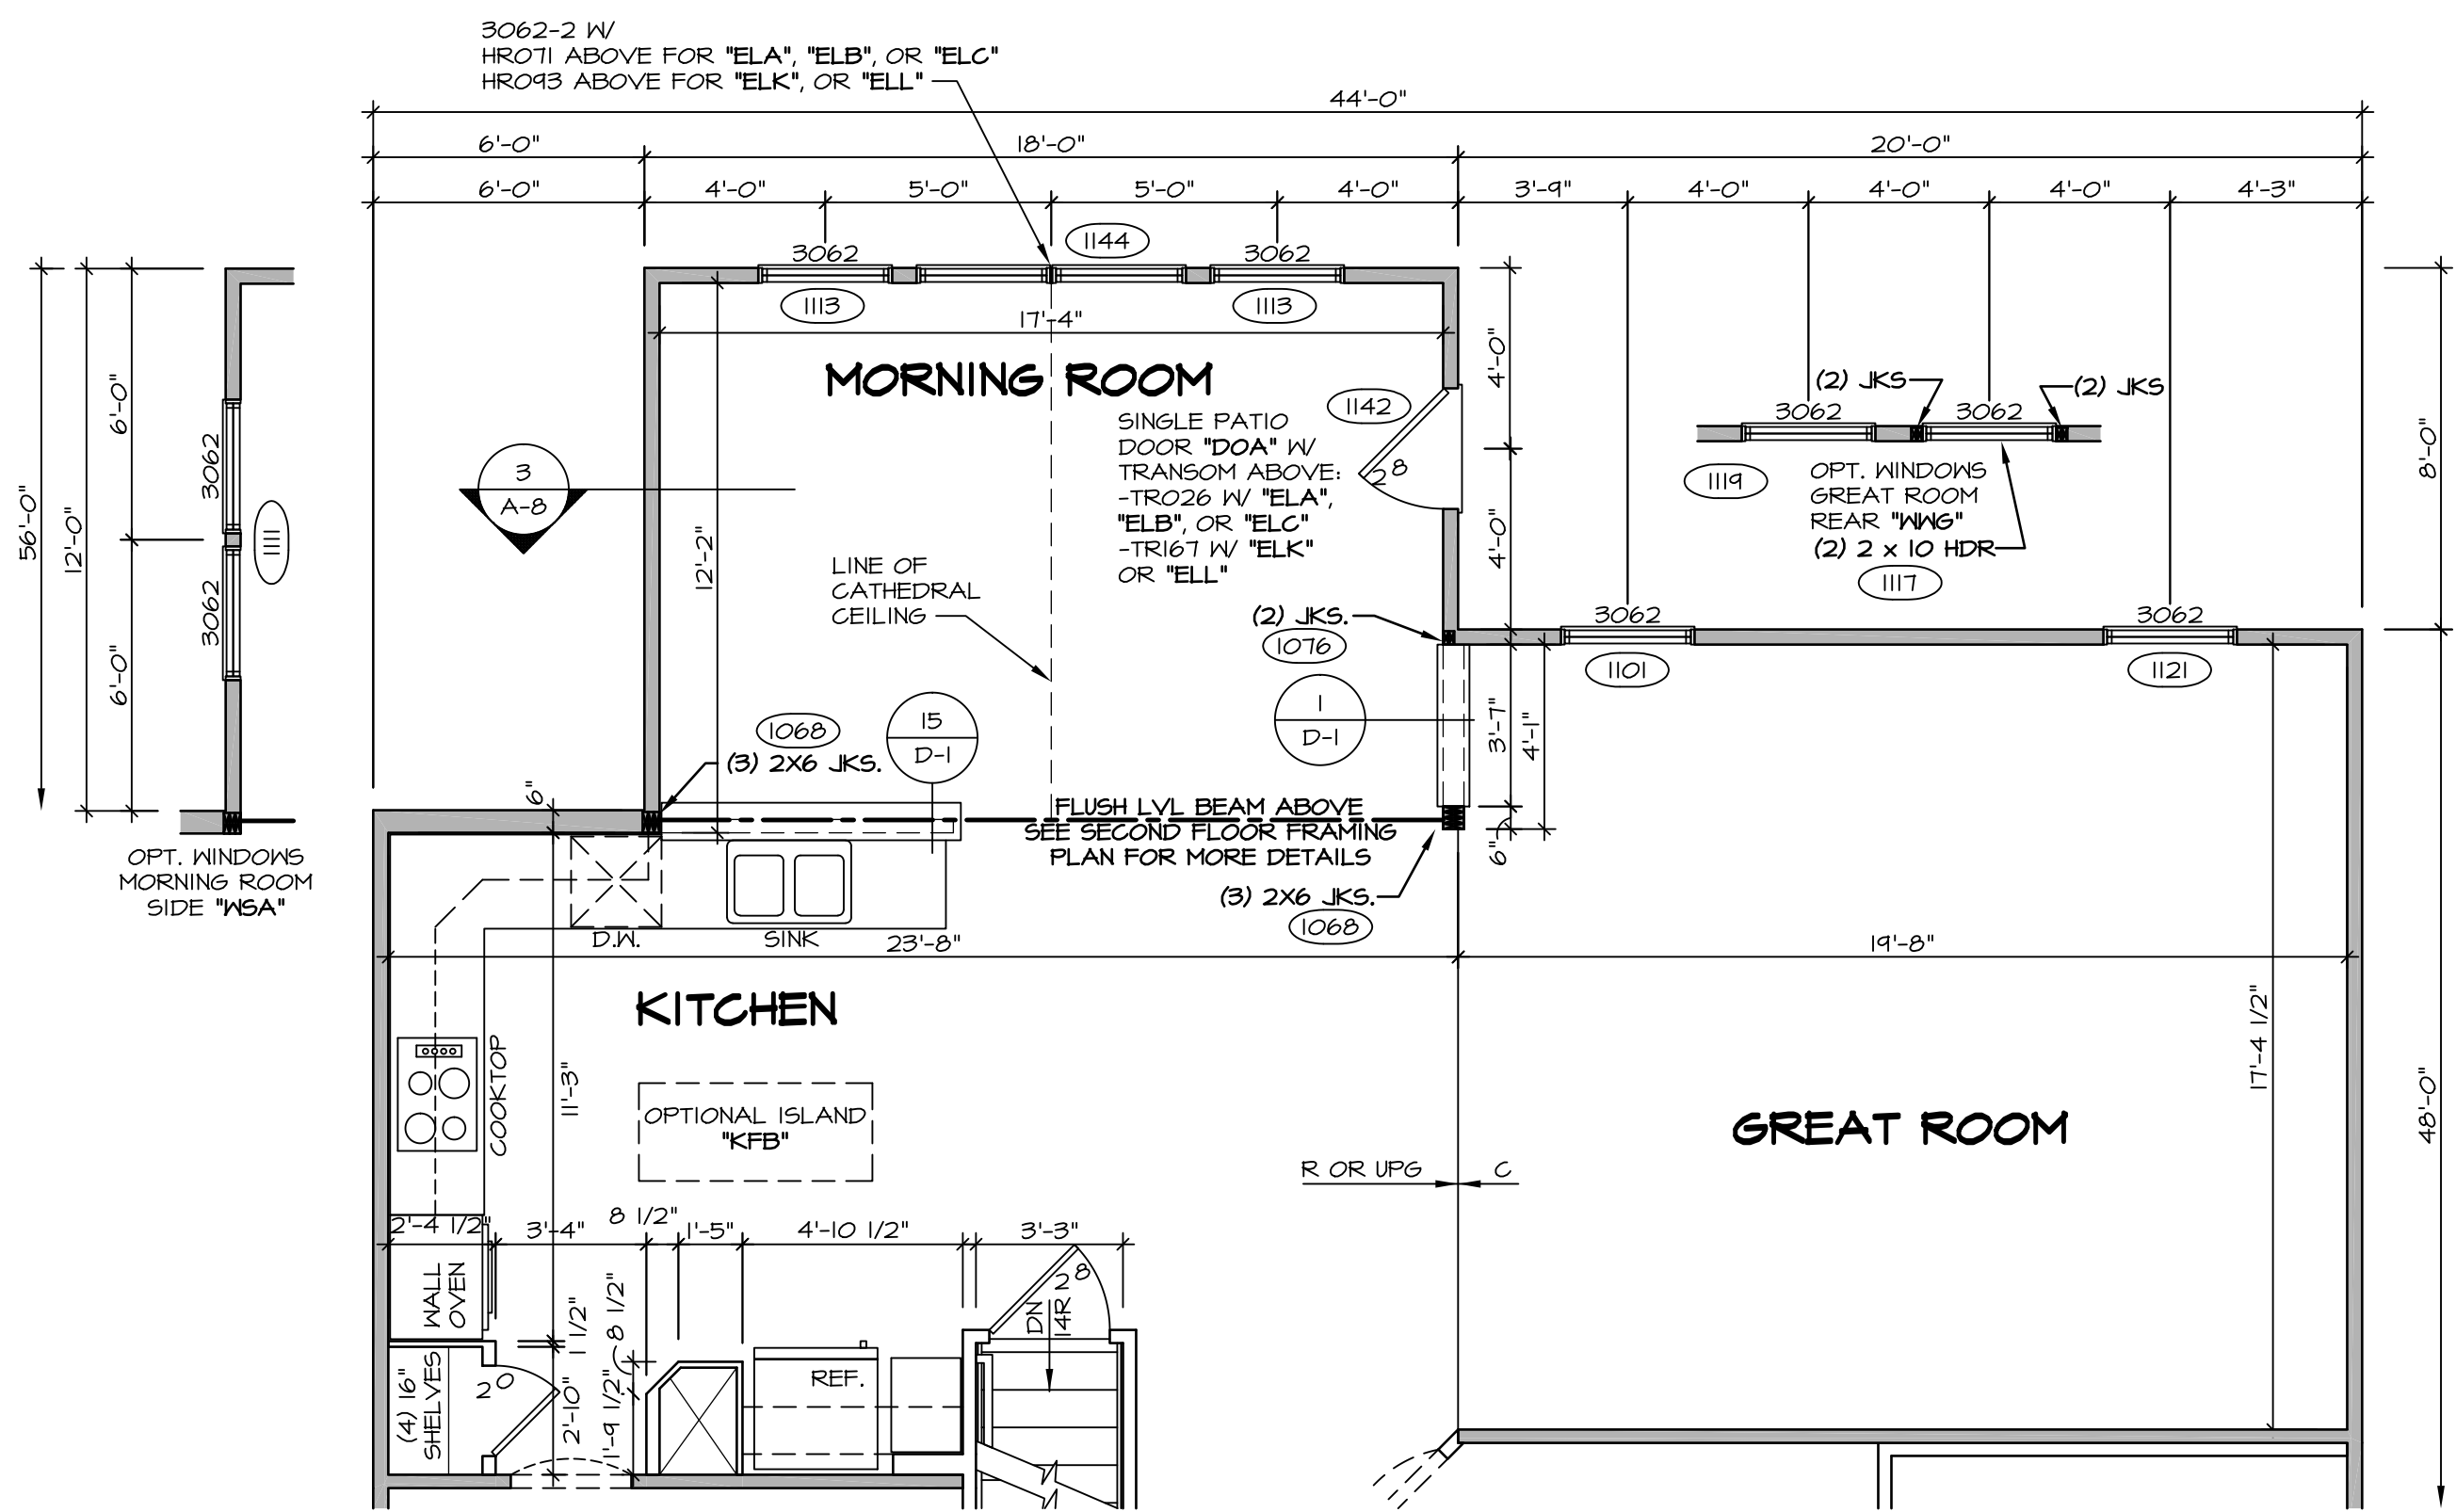 3062-2 W/
HR071 ABOVE FOR "ELA", "ELB", OR "ELC"
HR093 ABOVE FOR "ELK", OR "ELL"
44'-0"
6'-0"
18'-0"
20'-0"
6'-0"
4'-0"
5'-0"
5'-0"
4'-0"
3'-9"
4'-0"
4'-0"
4'-0"
4'-3"
3062
1144
3062
1113
1113
17'-4"
MORNING ROOM
1142
SINGLE PATIO
DOOR "DOA" W/
TRANSOM ABOVE:
-TR026 W/ "ELA",
"ELB", OR "ELC"
-TR167 W/ "ELK"
OR "ELL"
2 8
4'-0"
4'-0"
(2) JKS
(2) JKS
3062
3062
1119
OPT. WINDOWS
GREAT ROOM
REAR "WWG"
(2) 2 x 10 HDR
1117
8'-0"
56'-0"
12'-0"
6'-0"
6'-0"
3062
3062
1111
3
A-8
12'-2"
LINE OF
CATHEDRAL
CEILING
(2) JKS.
1076
3062
3062
1101
1121
1
D-1
3'-7"
4'-1"
6"
1068
(3) 2X6 JKS.
15
D-1
6"
FLUSH LVL BEAM ABOVE
SEE SECOND FLOOR FRAMING
PLAN FOR MORE DETAILS
(3) 2X6 JKS.
1068
OPT. WINDOWS
MORNING ROOM
SIDE "WSA"
D.W.
SINK
23'-8"
19'-8"
KITCHEN
COOKTOP
11'-3"
17'-4 1/2"
48'-0"
OPTIONAL ISLAND
"KFB"
GREAT ROOM
R OR UPG
C
2'-4 1/2"
3'-4"
8 1/2"
1'-5"
4'-10 1/2"
3'-3"
WALL
OVEN
1 1/2"
8 1/2"
2 8
DN
14R
(4) 16"
SHELVES
2 0
2'-10"
11'-9 1/2"
REF.